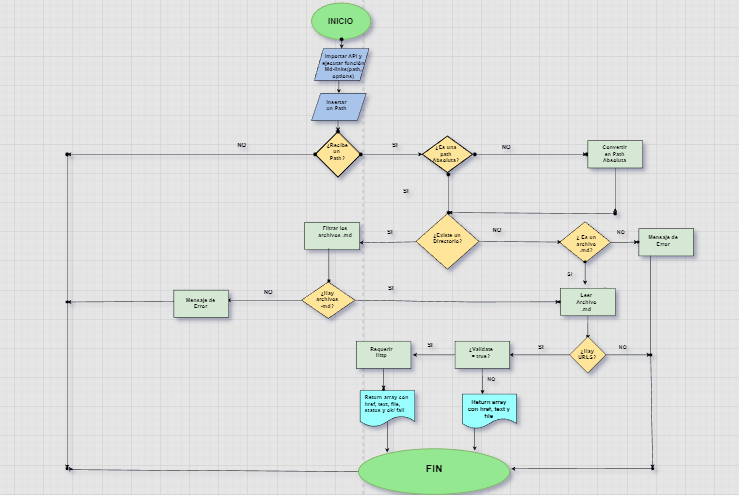 INICIO
Importar API y
ejecutar función
Md-links(path,
options)
Insertar
un Path
¿Recibe
un
Path?
NO
SI
¿Es una
path
Absoluta?
NO
Convertir
en Path
Absoluta
SI
Filtrar los
archivos .md
SI
¿Existe un
Directorio?
NO
¿ Es un
archivo
.md?
NO
Mensaje de
Error
SI
Mensaje de
Error
NO
¿Hay
archivos
.md?
SI
Leer
Archivo
.md
Requerir
Http
SI
¿Validate
= true?
SI
¿Hay
URLS?
NO
NO
Return array con
href, text, file,
status y ok/ fail
Return array
con href, text y
file
FIN